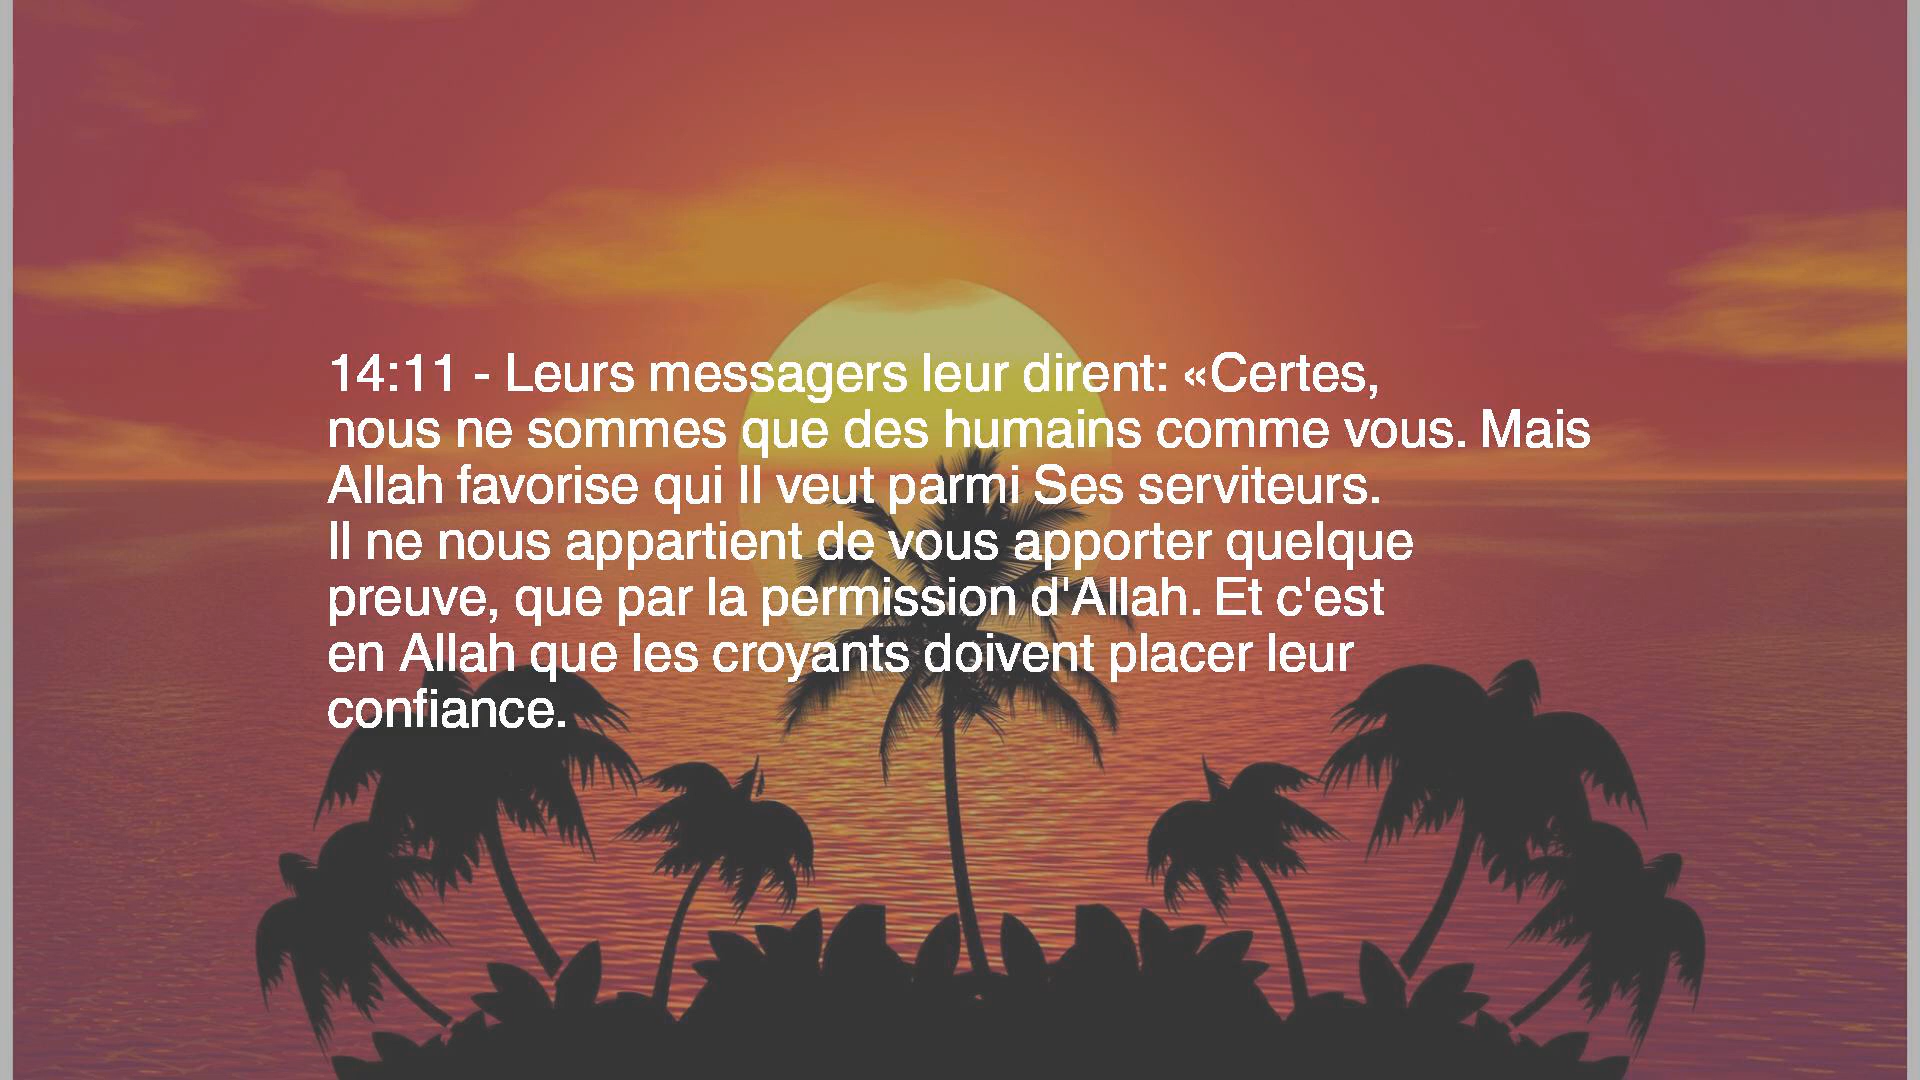 14:11 - Leurs messagers leur dirent: «Certes,
nous ne sommes que des humains comme vous. Mais
Allah favorise qui Il veut parmi Ses serviteurs.
Il ne nous appartient de vous apporter quelque
preuve, que par la permission d'Allah. Et c'est
en Allah que les croyants doivent placer leur
confiance.